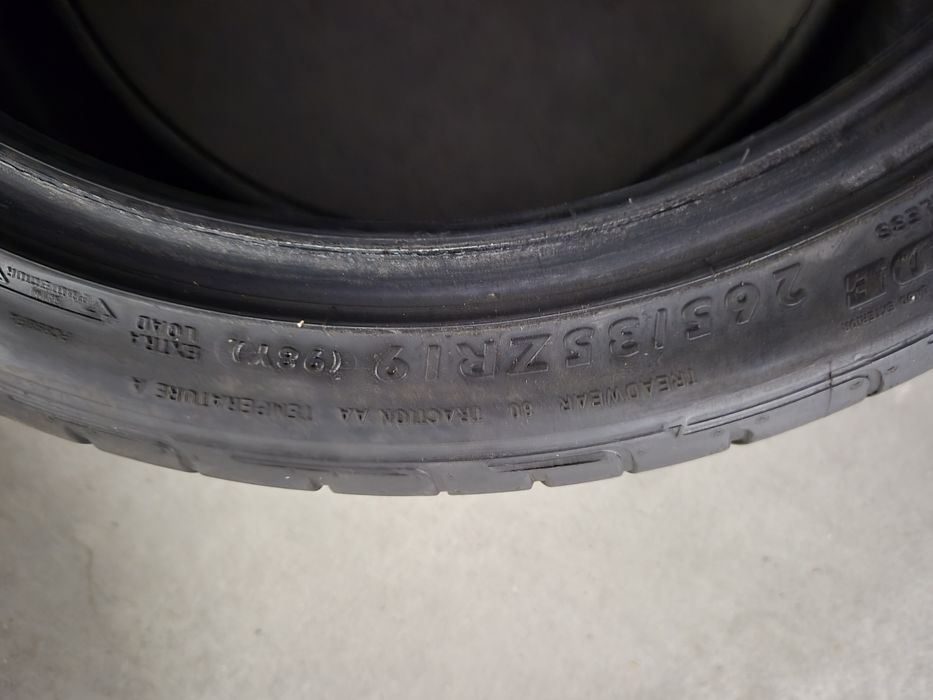 265/35ZR19 (98Y)
EXTRA
LOAD
TREADWEAR 60 TRACTION AA TEMPERATURE A